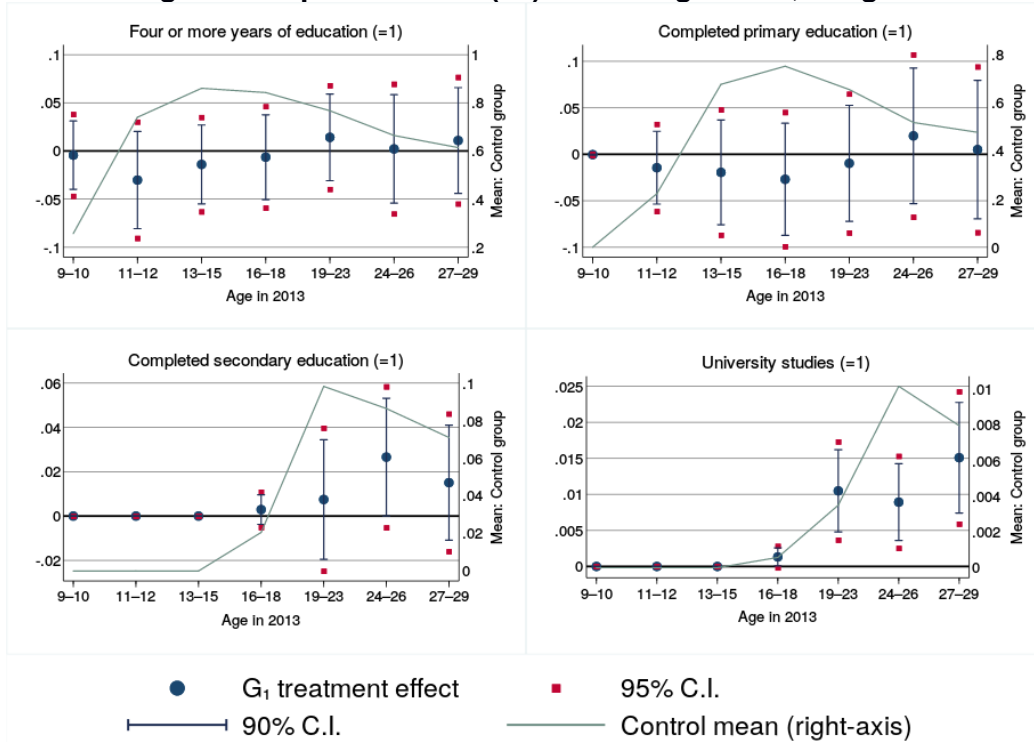 Four or more years of education (=1)
.1
.05
0
-.05
-.1
1
.8
.6
.4
.2
Mean: Control group
9–10 11–12 13–15 16–18 19–23 24–26 27–29
Age in 2013
Completed primary education (=1)
.1
.05
0
-.05
-.1
.8
.6
.4
.2
0
Mean: Control group
9–10 11–12 13–15 16–18 19–23 24–26 27–29
Age in 2013
Completed secondary education (=1)
.06
.04
.02
0
-.02
.1
.08
.06
.04
.02
0
Mean: Control group
9–10 11–12 13–15 16–18 19–23 24–26 27–29
Age in 2013
University studies (=1)
.025
.02
.015
.01
.005
0
.01
.008
.006
.004
.002
0
Mean: Control group
9–10 11–12 13–15 16–18 19–23 24–26 27–29
Age in 2013
G₁ treatment effect
95% C.I.
90% C.I.
Control mean (right-axis)